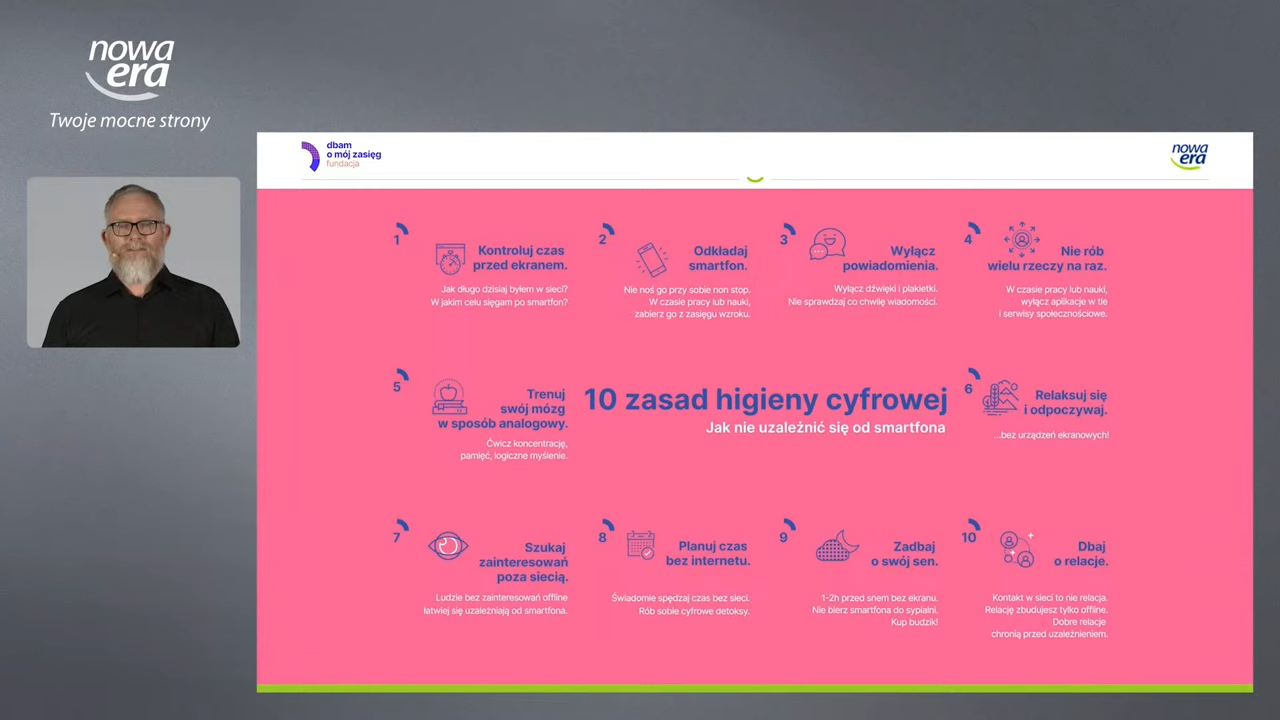 nowa
era
Twoje mocne strony
dbam
o mój zasięg
fundacja
nowa
era
1
Kontroluj czas
przed ekranem.
Jak długo dzisiaj byłem w sieci?
W jakim celu sięgam po smartfon?
2
Odkładaj
smartfon.
Nie noś go przy sobie non stop.
W czasie pracy lub nauki,
zabierz go z zasięgu wzroku.
3
Wyłącz
powiadomienia.
Wyłącz dźwięki i plakietki.
Nie sprawdzaj co chwilę wiadomości.
4
Nie rób
wielu rzeczy na raz.
W czasie pracy lub nauki,
wyłącz aplikacje w tle
i serwisy społecznościowe.
5
Trenuj
swój mózg
w sposób analogowy.
Ćwicz koncentrację,
pamięć, logiczne myślenie.
10 zasad higieny cyfrowej
Jak nie uzależnić się od smartfona
6
Relaksuj się
i odpoczywaj.
...bez urządzeń ekranowych!
7
Szukaj
zainteresowań
poza siecią.
Ludzie bez zainteresowań offline
łatwiej się uzależniają od smartfona.
8
Planuj czas
bez internetu.
Świadomie spędzaj czas bez sieci.
Rób sobie cyfrowe detoksy.
9
Zadbaj
o swój sen.
1-2h przed snem bez ekranu.
Nie bierz smartfona do sypialni.
Kup budzik!
10
Dbaj
o relacje.
Kontakt w sieci to nie relacja.
Relację zbudujesz tylko offline.
Dobre relacje
chronią przed uzależnieniem.